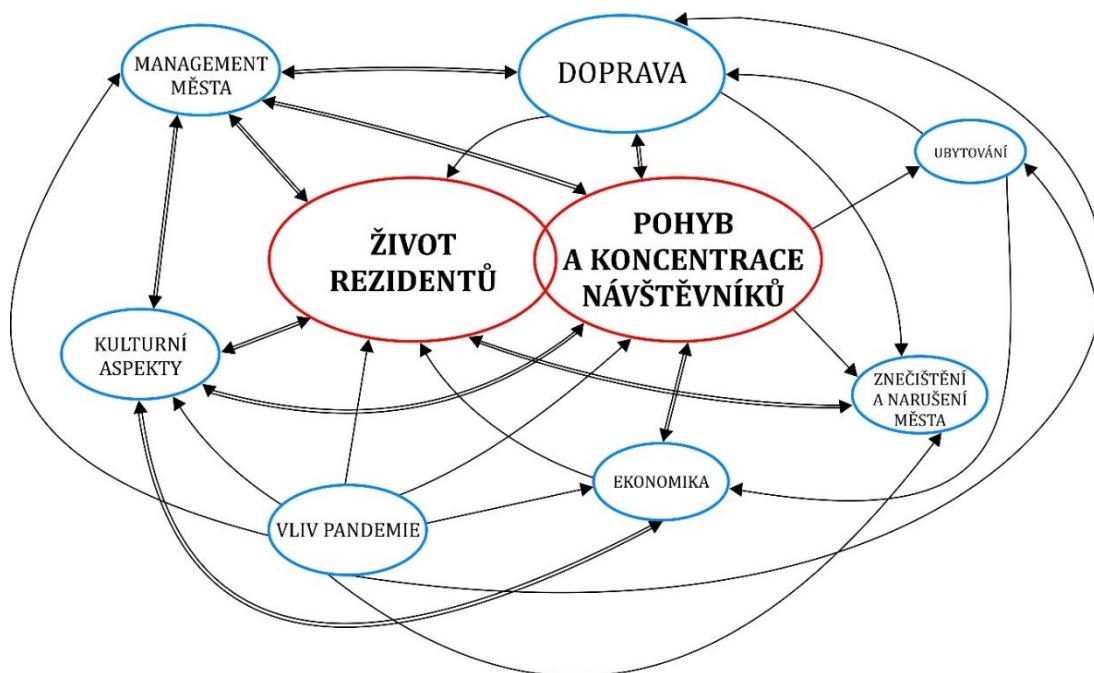 MANAGEMENT
MĚSTA
DOPRAVA
UBYTOVÁNÍ
ŽIVOT
REZIDENTŮ
POHYB
A KONCENTRACE
NÁVŠTĚVNÍKŮ
KULTURNÍ
ASPEKTY
ZNEČIŠTĚNÍ
A NARUŠENÍ
MĚSTA
EKONOMIKA
VLIV PANDEMIE